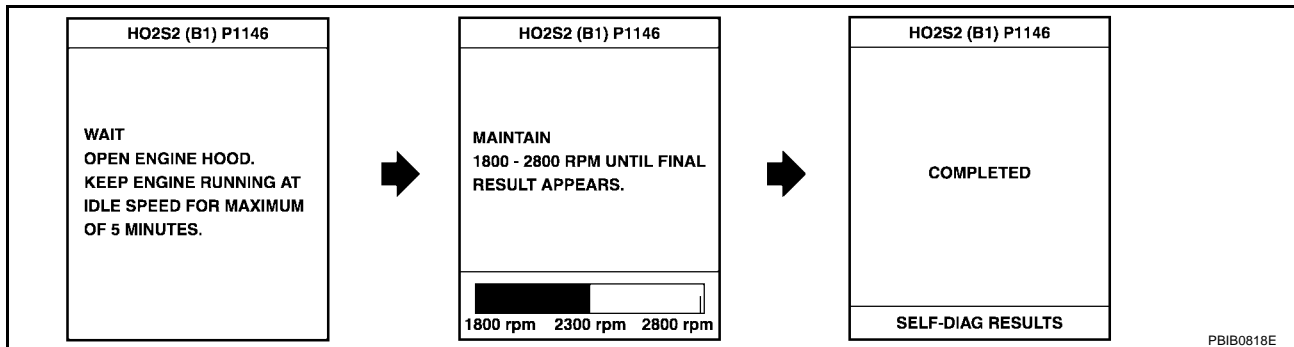 HO2S2 (B1) P1146
WAIT
OPEN ENGINE HOOD.
KEEP ENGINE RUNNING AT
IDLE SPEED FOR MAXIMUM
OF 5 MINUTES.
HO2S2 (B1) P1146
MAINTAIN
1800 - 2800 RPM UNTIL FINAL
RESULT APPEARS.
1800 rpm 2300 rpm 2800 rpm
HO2S2 (B1) P1146
COMPLETED
SELF-DIAG RESULTS
PBIB0818E